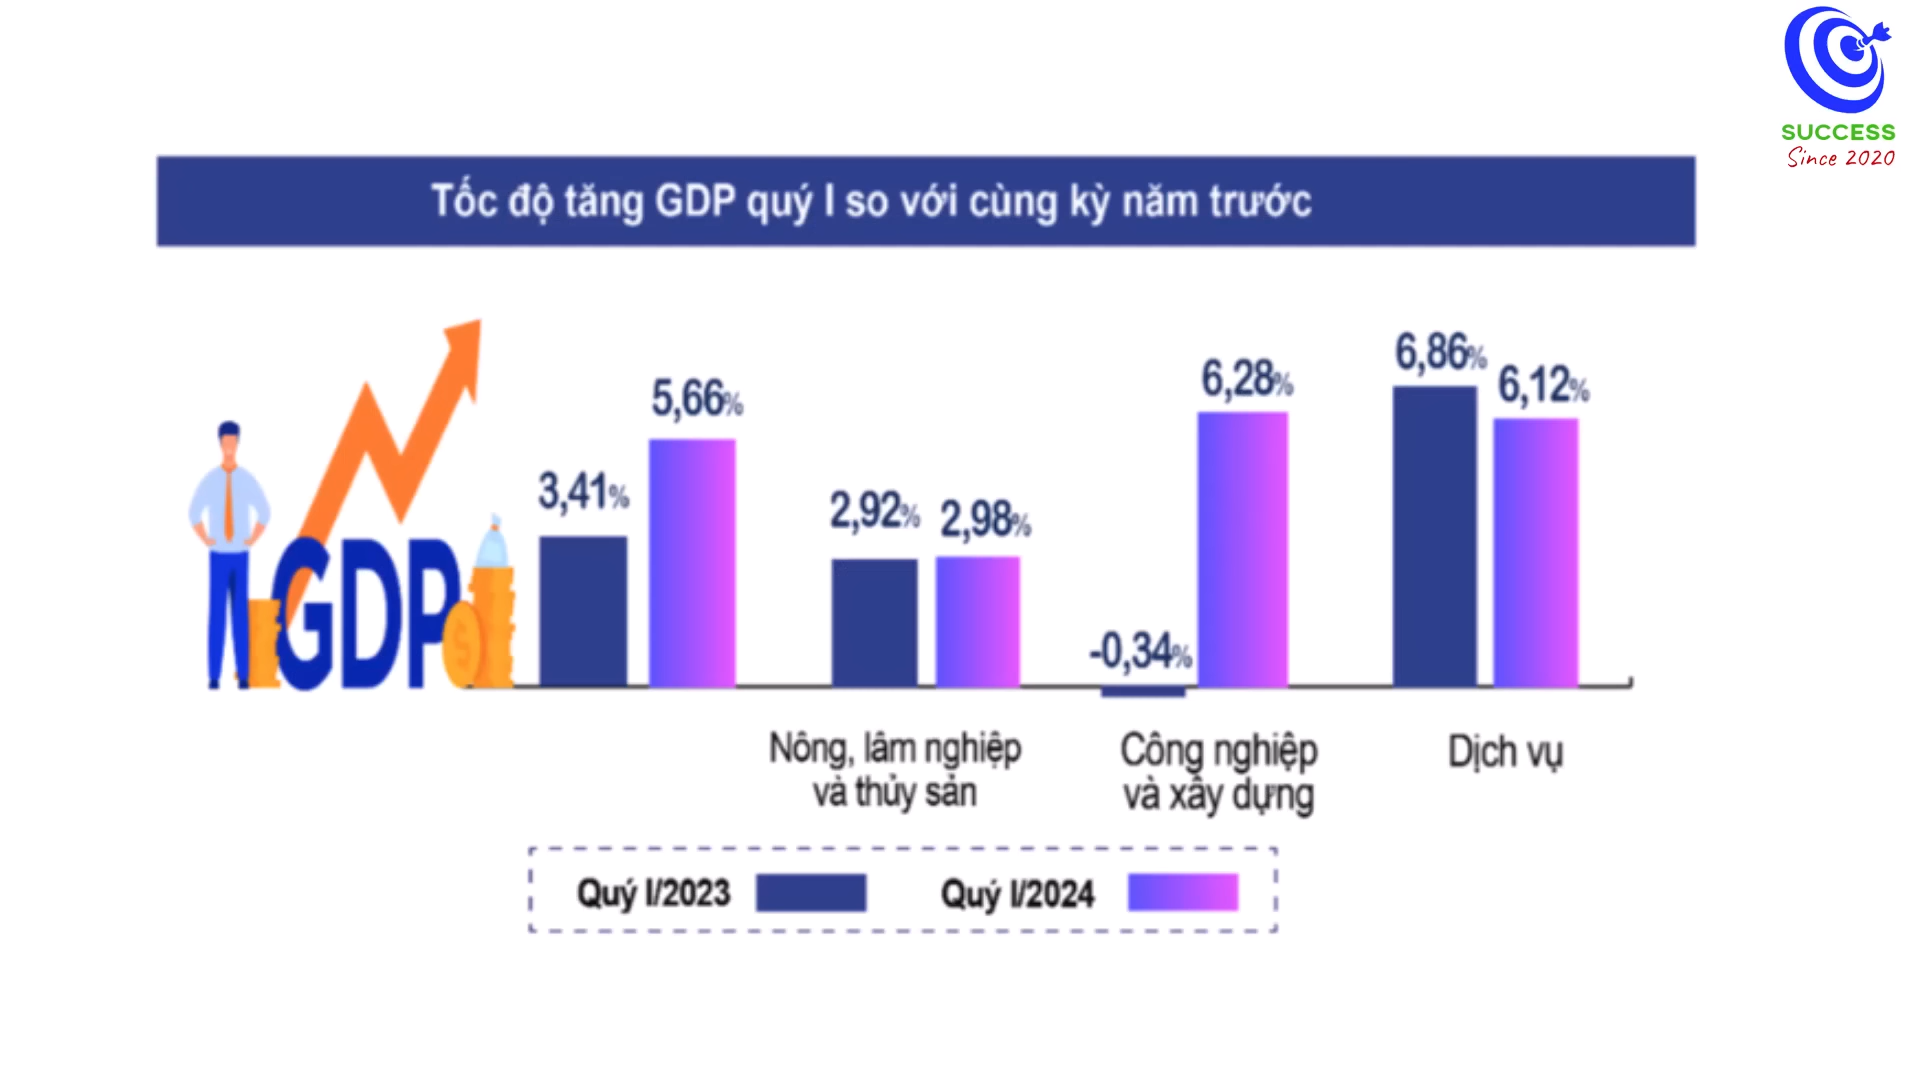 SUCCESS
Since 2020
Tốc độ tăng GDP quý I so với cùng kỳ năm trước
3,41%
5,66%
2,92%
2,98%
-0,34%
6,28%
6,86%
6,12%
GDP
$
Nông, lâm nghiệp
và thủy sản
Công nghiệp
và xây dựng
Dịch vụ
Quý I/2023
Quý I/2024